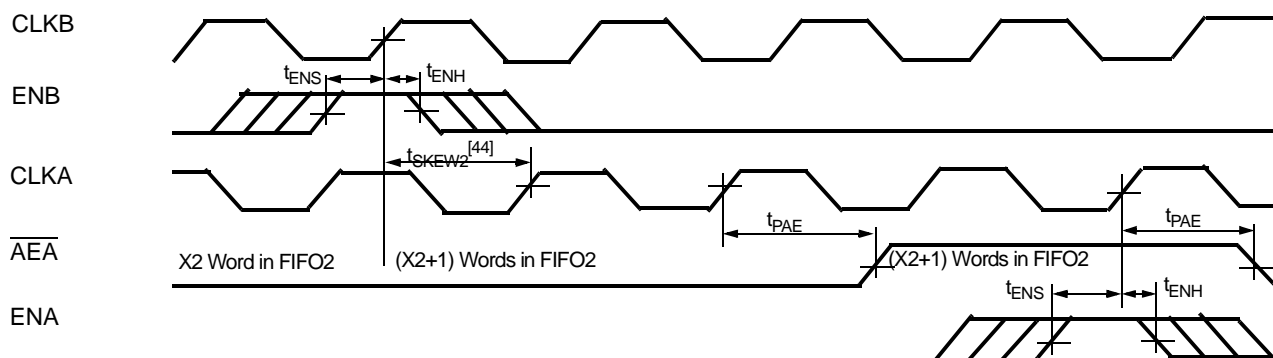 CLKB
tENS
tENH
ENB
tSKEW2[44]
CLKA
tPAE
tPAE
AEA
X2 Word in FIFO2
(X2+1) Words in FIFO2
(X2+1) Words in FIFO2
tENS
tENH
ENA